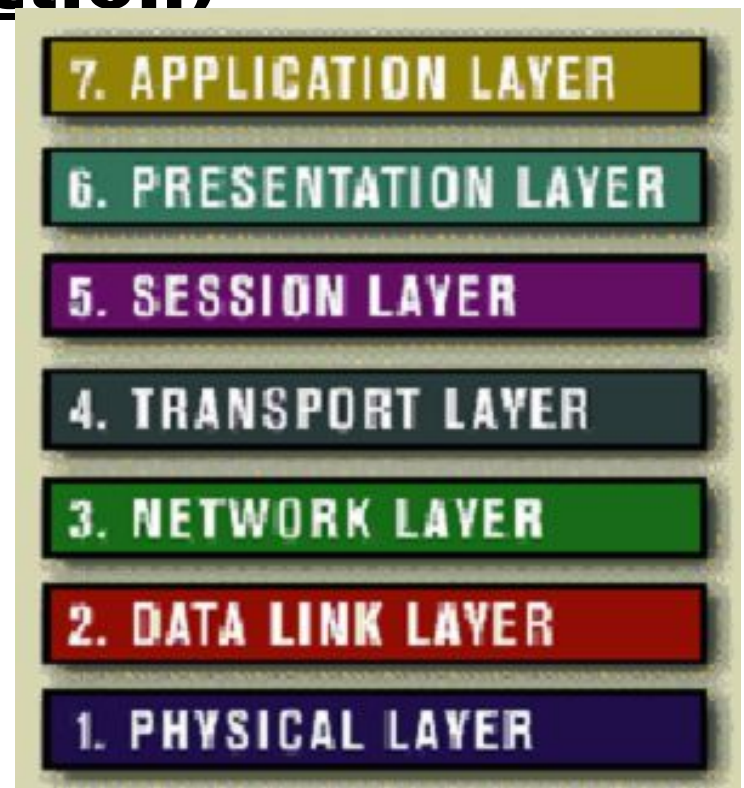 7. APPLICATION LAYER
6. PRESENTATION LAYER
5. SESSION LAYER
4. TRANSPORT LAYER
3. NETWORK LAYER
2. DATA LINK LAYER
1. PHYSICAL LAYER